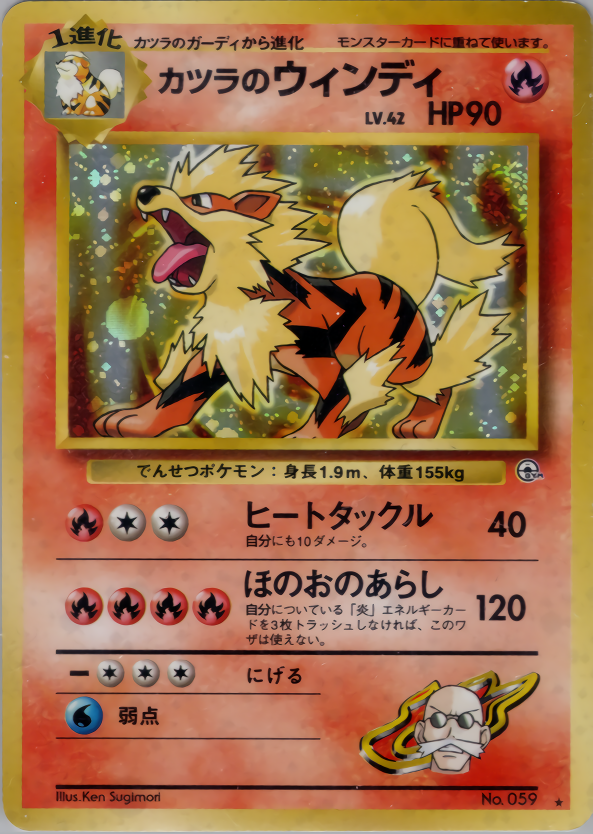 1進化
カツラのガーディから進化
モンスターカードに重ねて使います。
カツラのウィンディ
LV.42 HP90
でんせつポケモン：身長1.9m、体重155kg
GYM
ヒートタックル 40
自分にも10ダメージ。
ほのおのあらし 120
自分についている「炎」エネルギーカー
ドを3枚トラッシュしなければ、このワ
ザは使えない。
にげる
弱点
Illus.Ken Sugimori
No. 059 ★